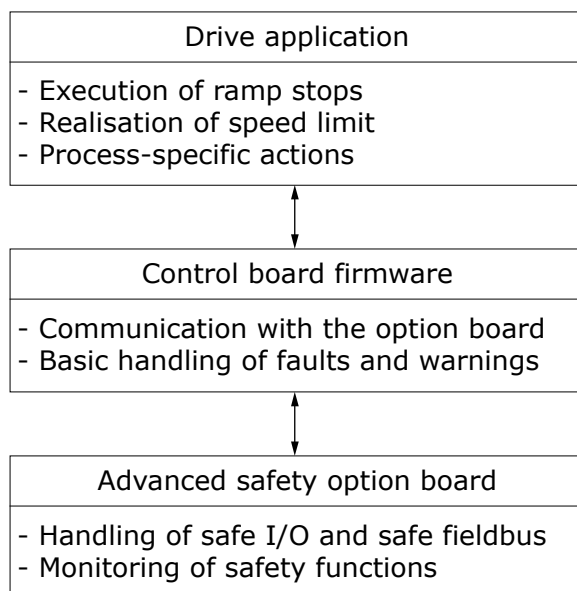 Drive application
- Execution of ramp stops
- Realisation of speed limit
- Process-specific actions
Control board firmware
- Communication with the option board
- Basic handling of faults and warnings
Advanced safety option board
- Handling of safe I/O and safe fieldbus
- Monitoring of safety functions